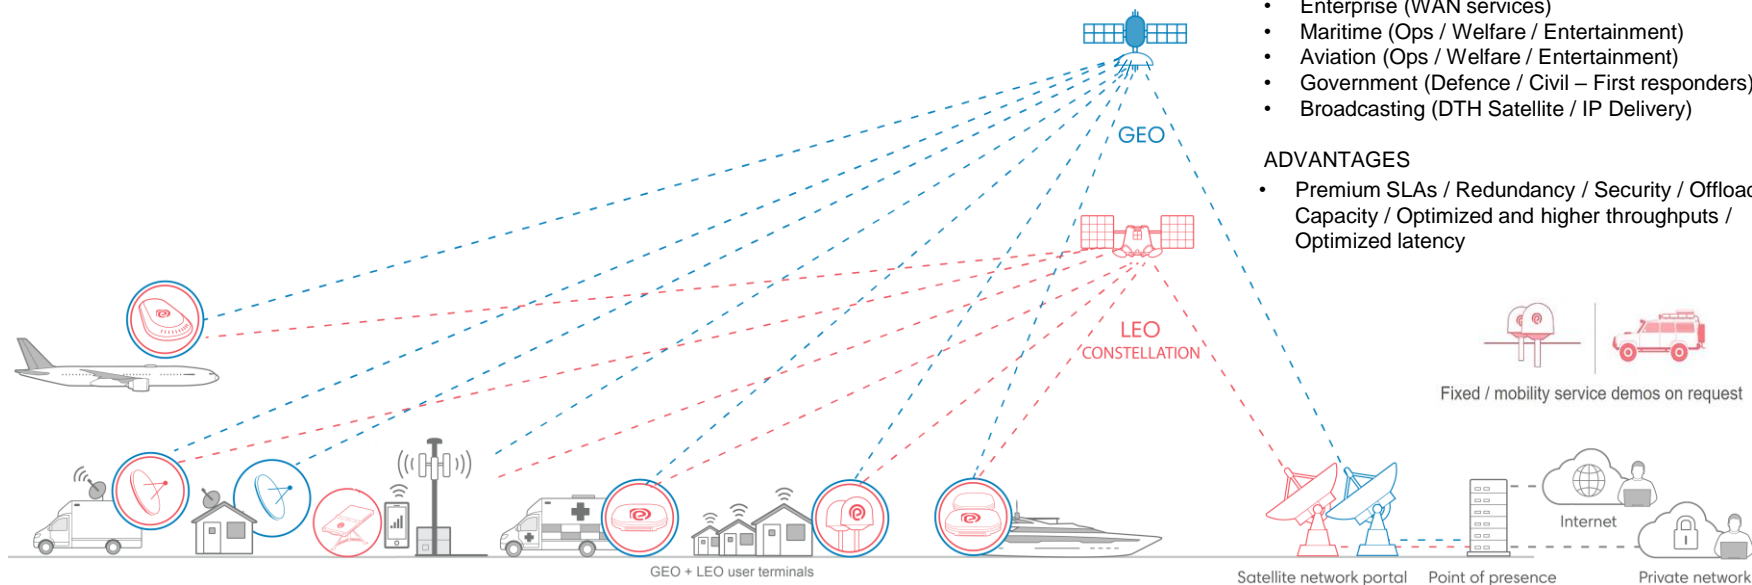 • Enterprise (WAN services)
• Maritime (Ops / Welfare / Entertainment)
• Aviation (Ops / Welfare / Entertainment)
• Government (Defence / Civil – First responders)
• Broadcasting (DTH Satellite / IP Delivery)
GEO
ADVANTAGES
• Premium SLAs / Redundancy / Security / Offload
Capacity / Optimized and higher throughputs /
Optimized latency
LEO
CONSTELLATION
Fixed / mobility service demos on request
Internet
GEO + LEO user terminals
Satellite network portal
Point of presence
Private network